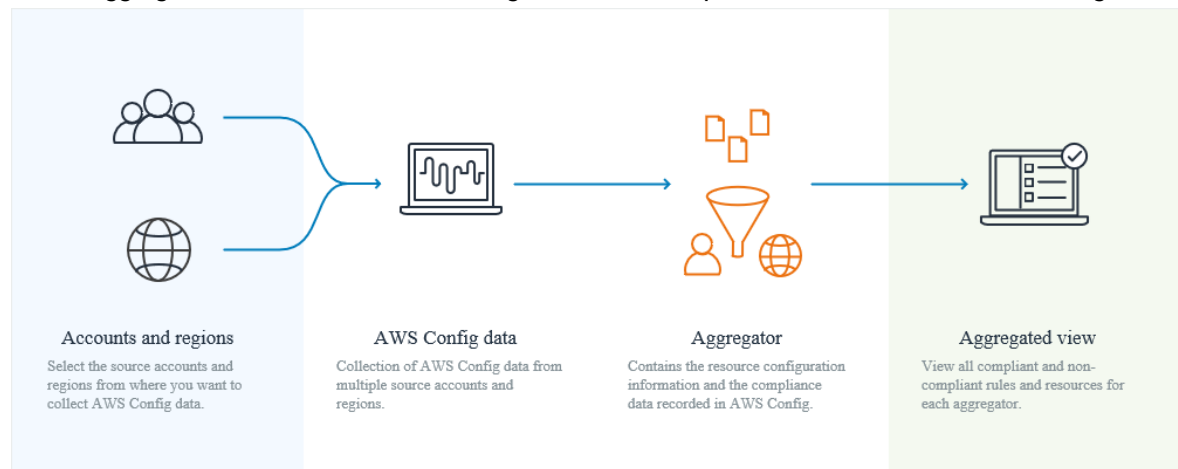 Accounts and regions
Select the source accounts and
regions from where you want to
collect AWS Config data.
AWS Config data
Collection of AWS Config data from
multiple source accounts and
regions.
Aggregator
Contains the resource configuration
information and the compliance
data recorded in AWS Config.
Aggregated view
View all compliant and non-
compliant rules and resources for
each aggregator.